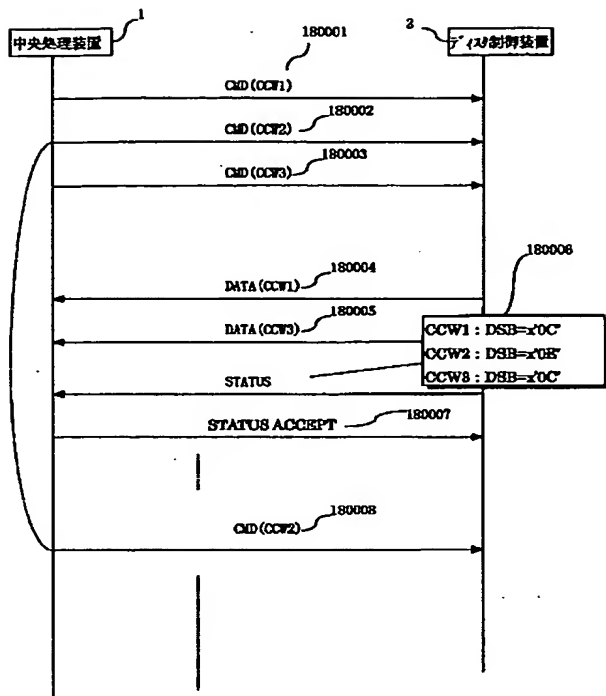 1
2
中央処理装置
ディスク制御装置
180001
CMD(CCW1)
180002
CMD(CCW2)
180003
CMD(CCW3)
180006
180004
DATA(CCW1)
180005
DATA(CCW3)
CCW1:DSB=x'0C'
CCW2:DSB=x'0E'
CCW3:DSB=x'0C'
STATUS
180007
STATUS ACCEPT
180008
CMD(CCW2)